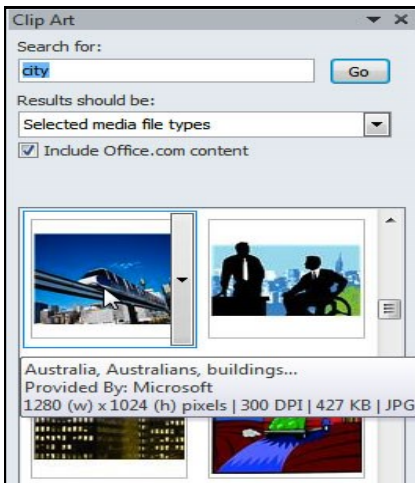 Clip Art
Search for:
city
Go
Results should be:
Selected media file types
Include Office.com content
Australia, Australians, buildings...
Provided By: Microsoft
1280 (w) x 1024 (h) pixels | 300 DPI | 427 KB | JPG